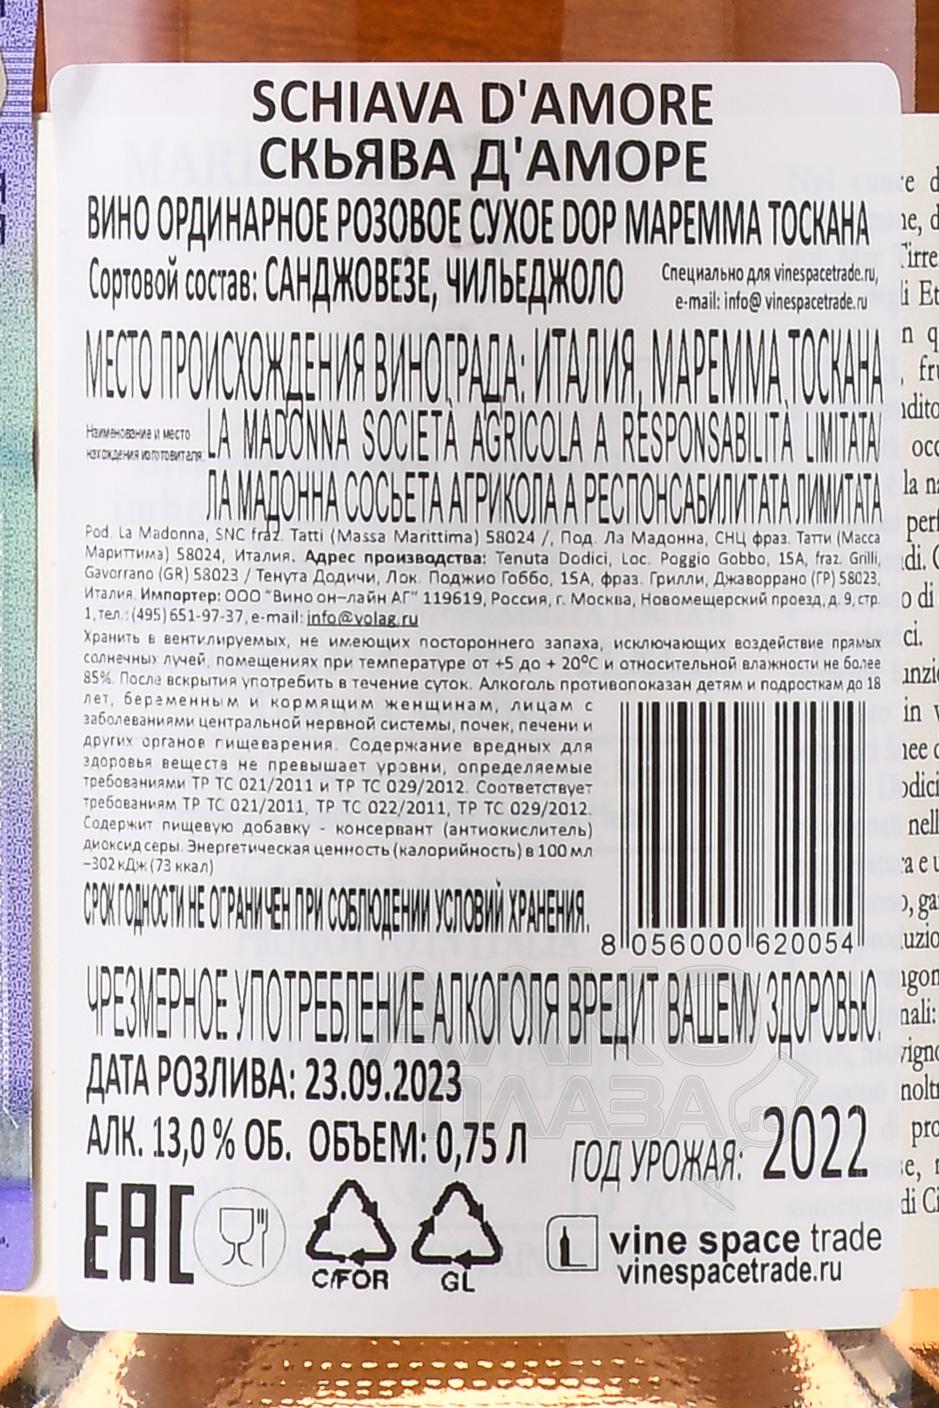 SCHIAVA D'AMORE
СКЬЯВА Д'АМОРЕ
ВИНО ОРДИНАРНОЕ РОЗОВОЕ СУХОЕ DOP МАРЕММА ТОСКАНА
Сортовой состав: САНДЖОВЕЗЕ, ЧИЛЬЕДЖОЛО
Специально для vinespacetrade.ru,
e-mail: info@ vinespacetrade.ru
МЕСТО ПРОИСХОЖДЕНИЯ ВИНОГРАДА: ИТАЛИЯ, МАРЕММА ТОСКАНА
Наименование и место
нахождения изготовителя:
LA MADONNA SOCIETÀ AGRICOLA A RESPONSABILITÀ LIMITATA/
ЛА МАДОННА СОСЬЕТА АГРИКОЛА А РЕСПОНСАБИЛИТАТА ЛИМИТАТА
Pod. La Madonna, SNC fraz. Tatti (Massa Marittima) 58024 /, Под. Ла Мадонна, СНЦ фраз. Татти (Масса
Мариттима) 58024, Италия. Адрес производства: Tenuta Dodici, Loc. Poggio Gobbo, 15A, fraz. Grilli,
Gavorrano (GR) 58023 / Тенута Додичи, Лок. Поджио Гоббо, 15А, фраз. Грилли, Джаворрано (ГР) 58023,
Италия. Импортер: ООО "Вино он–лайн АГ" 119619, Россия, г. Москва, Новомещерский проезд, д. 9, стр.
1, тел.: (495) 651-97-37, e-mail: info@volag.ru
Хранить в вентилируемых, не имеющих постороннего запаха, исключающих воздействие прямых
солнечных лучей, помещениях при температуре от +5 до + 20°С и относительной влажности не более
85%. После вскрытия употребить в течение суток. Алкоголь противопоказан детям и подросткам до 18
лет, беременным и кормящим женщинам, лицам с
заболеваниями центральной нервной системы, почек, печени и
других органов пищеварения. Содержание вредных для
здоровья веществ не превышает уровни, определяемые
требованиями ТР ТС 021/2011 и ТР ТС 029/2012. Соответствует
требованиям ТР ТС 021/2011, ТР ТС 022/2011, ТР ТС 029/2012.
Содержит пищевую добавку - консервант (антиокислитель)
диоксид серы. Энергетическая ценность (калорийность) в 100 мл
–302 кДж (73 ккал)
СРОК ГОДНОСТИ НЕ ОГРАНИЧЕН ПРИ СОБЛЮДЕНИИ УСЛОВИЙ ХРАНЕНИЯ.
8 056000 620054
ЧРЕЗМЕРНОЕ УПОТРЕБЛЕНИЕ АЛКОГОЛЯ ВРЕДИТ ВАШЕМУ ЗДОРОВЬЮ.
ДАТА РОЗЛИВА: 23.09.2023
АЛК. 13,0 % ОБ. ОБЪЕМ: 0,75 Л
ГОД УРОЖАЯ: 2022
EAC
C/FOR
GL
vine space trade
vinespacetrade.ru
АЛКО
ПЛАЗА